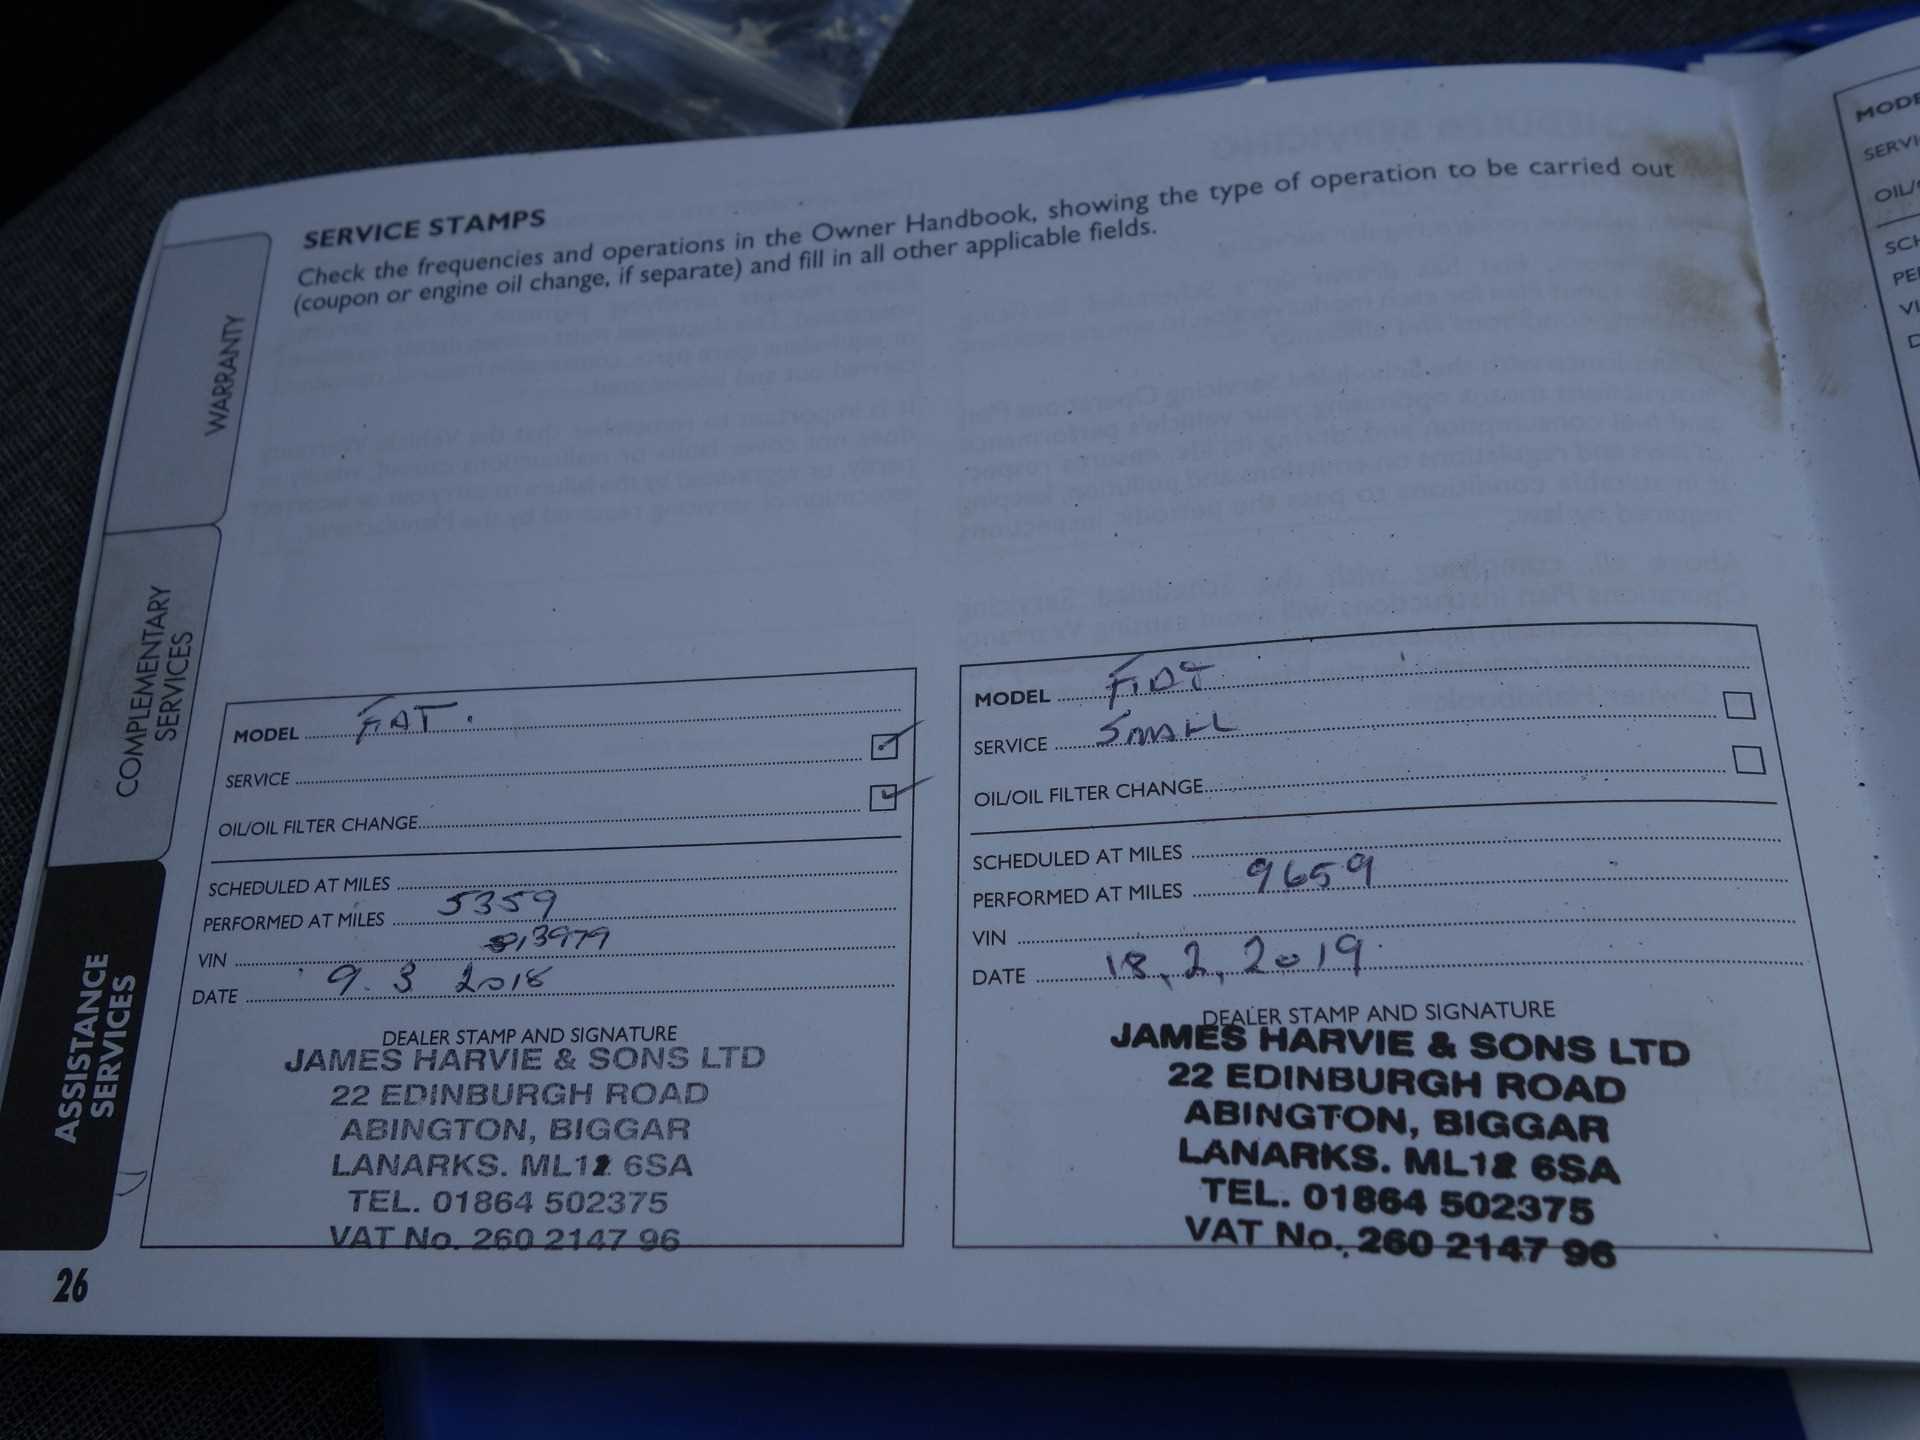 SERVICE STAMPS
Check the frequencies and operations in the Owner Handbook, showing the type of operation to be carried out
(coupon or engine oil change, if separate) and fill in all other applicable fields.
WARRANTY
COMPLEMENTARY
SERVICES
ASSISTANCE
SERVICES
MODEL FIAT.
SERVICE
OIL/OIL FILTER CHANGE
SCHEDULED AT MILES
PERFORMED AT MILES 5359
VIN
DATE 9.3 2018
DEALER STAMP AND SIGNATURE
JAMES HARVIE & SONS LTD
22 EDINBURGH ROAD
ABINGTON, BIGGAR
LANARKS. ML12 6SA
TEL. 01864 502375
VAT No. 260 2147 96
MODEL FIAT
SERVICE SMALL
OIL/OIL FILTER CHANGE
SCHEDULED AT MILES
PERFORMED AT MILES 9659
VIN
DATE 18.2.2019.
DEALER STAMP AND SIGNATURE
JAMES HARVIE & SONS LTD
22 EDINBURGH ROAD
ABINGTON, BIGGAR
LANARKS. ML12 6SA
TEL. 01864 502375
VAT No. 260 2147 96
26